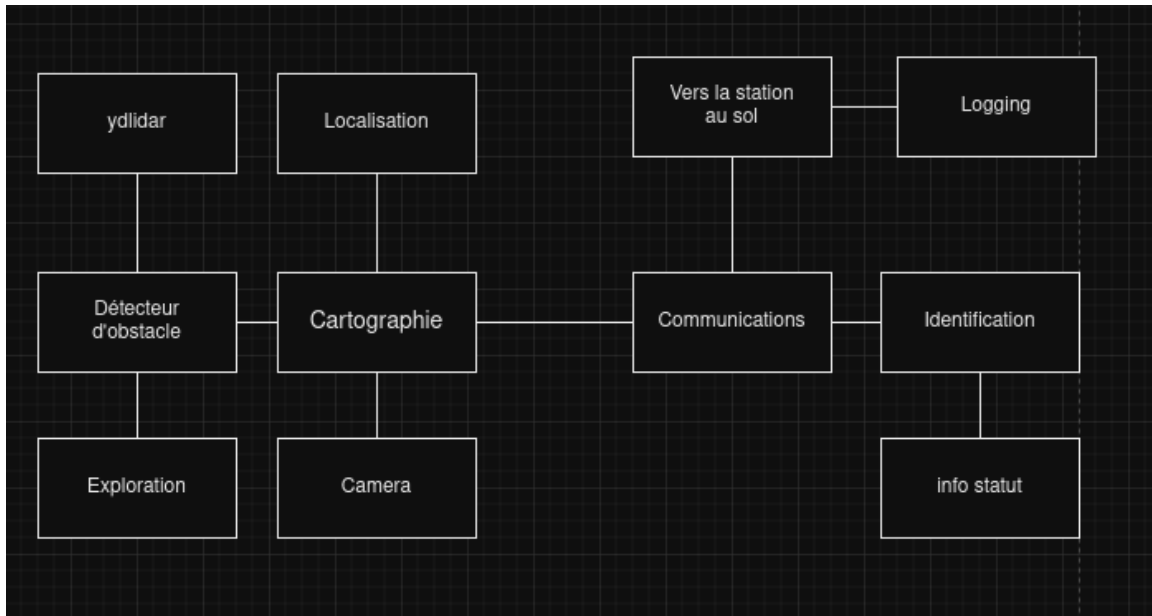 ydlidar
Localisation
Vers la station
au sol
Logging
Détecteur
d'obstacle
Cartographie
Communications
Identification
Exploration
Camera
info statut